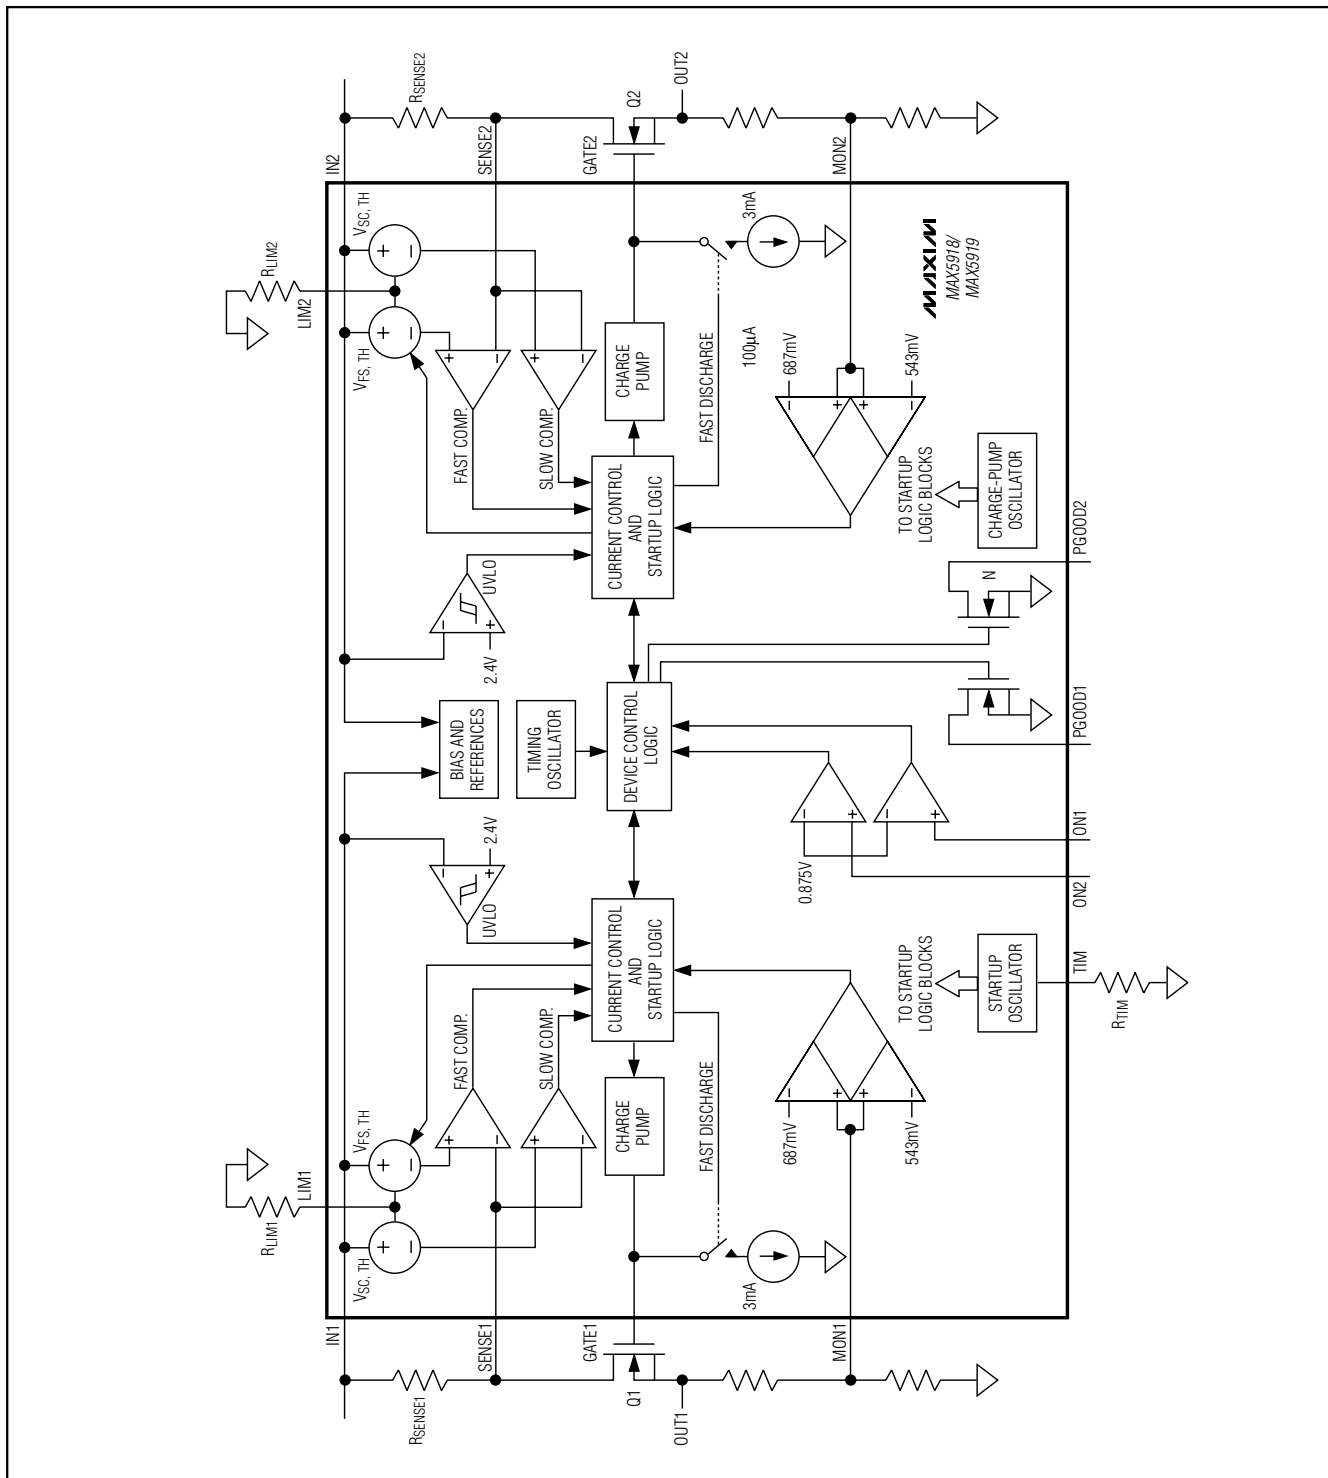 RSENSE2
IN2
SENSE2
GATE2
Q2
OUT2
MON2
RLIM2
LIM2
VSC, TH
VFS, TH
FAST COMP.
SLOW COMP.
CHARGE
PUMP
FAST DISCHARGE
100µA
3mA
687mV
543mV
MAXIM
MAX5918/
MAX5919
UVLO
2.4V
CURRENT CONTROL
AND
STARTUP LOGIC
TO STARTUP
LOGIC BLOCKS
CHARGE-PUMP
OSCILLATOR
PGOOD2
N
BIAS AND
REFERENCES
TIMING
OSCILLATOR
DEVICE CONTROL
LOGIC
PGOOD1
2.4V
UVLO
0.875V
ON1
ON2
CURRENT CONTROL
AND
STARTUP LOGIC
TO STARTUP
LOGIC BLOCKS
STARTUP
OSCILLATOR
TIM
RTIM
RLIM1
LIM1
VFS, TH
VSC, TH
FAST COMP.
SLOW COMP.
CHARGE
PUMP
FAST DISCHARGE
3mA
687mV
543mV
IN1
SENSE1
GATE1
MON1
RSENSE1
Q1
OUT1